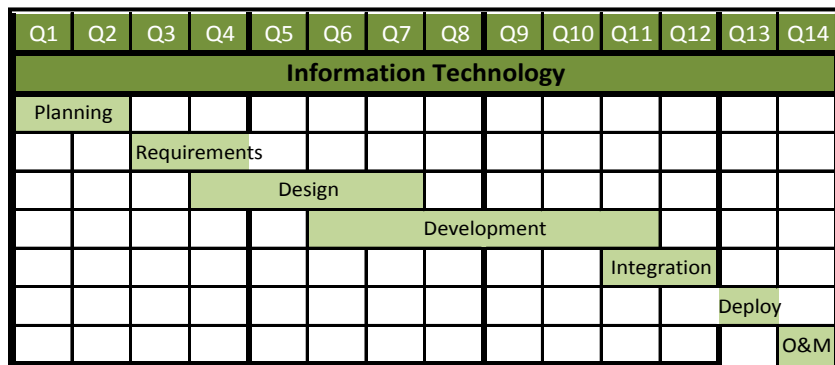 Q1 Q2 Q3 Q4 Q5 Q6 Q7 Q8 Q9 Q10 Q11 Q12 Q13 Q14
Information Technology
Planning
Requirements
Design
Development
Integration
Deploy
O&M